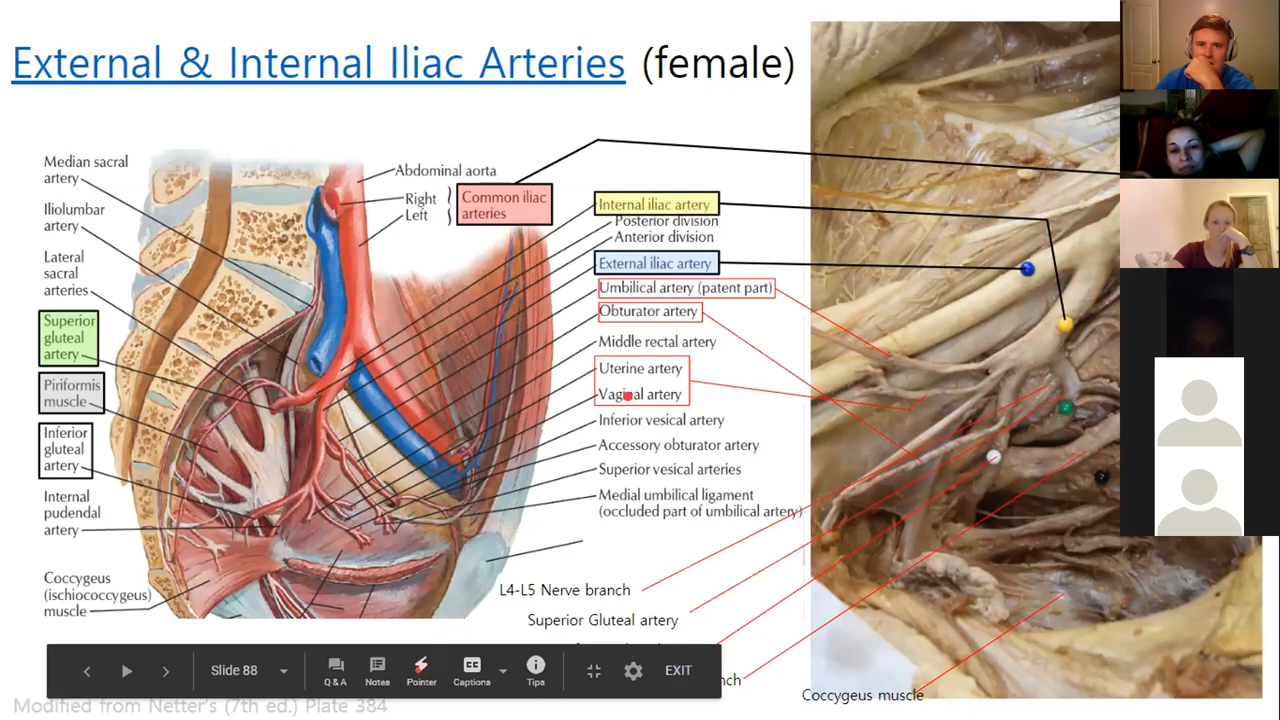 External & Internal Iliac Arteries (female)
Median sacral
artery
Iliolumbar
artery
Lateral
sacral
arteries
Superior
gluteal
artery
Piriformis
muscle
Inferior
gluteal
artery
Internal
pudendal
artery
Coccygeus
(ischiococcygeus)
muscle
Abdominal aorta
Right
Left
Common iliac
arteries
Internal iliac artery
Posterior division
Anterior division
External iliac artery
Umbilical artery (patent part)
Obturator artery
Middle rectal artery
Uterine artery
Vaginal artery
Inferior vesical artery
Accessory obturator artery
Superior vesical arteries
Medial umbilical ligament
(occluded part of umbilical artery)
L4-L5 Nerve branch
Superior Gluteal artery
Coccygeus muscle
Slide 88
Q & A
Notes
Pointer
CC
Captions
Tips
EXIT
Modified from Netter's (7th ed.) Plate 384